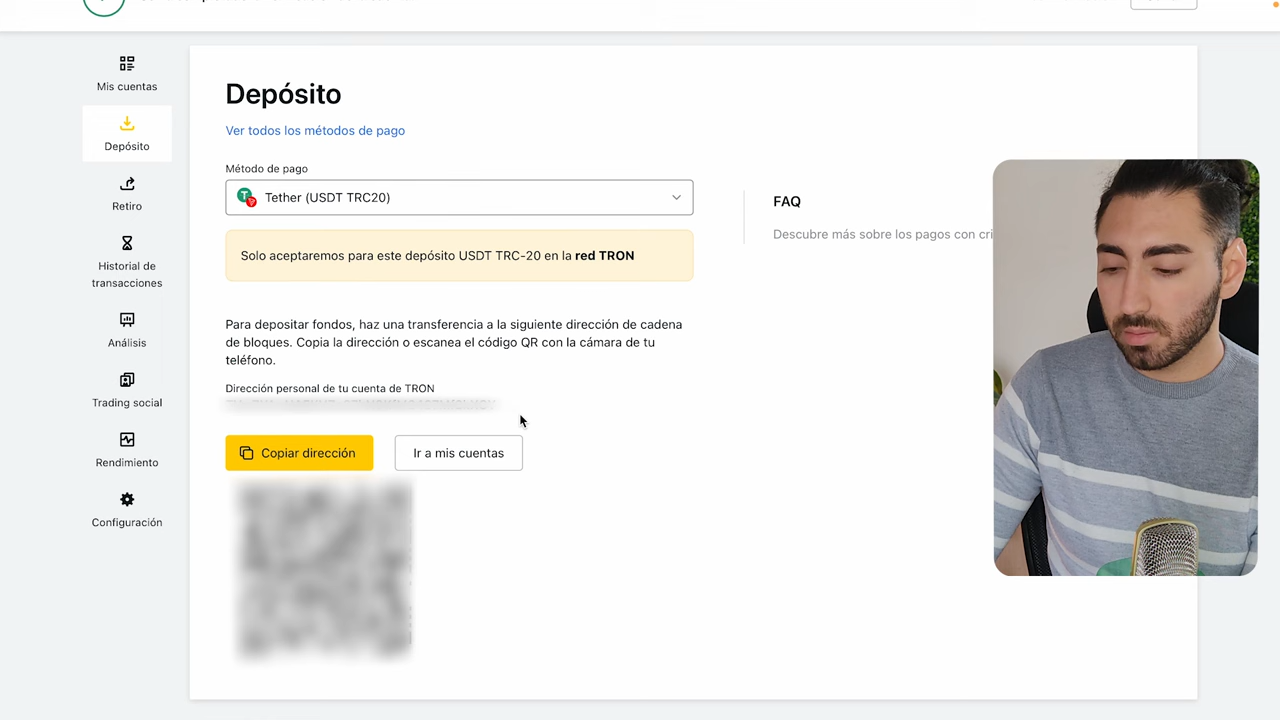 Mis cuentas
Depósito
Retiro
Historial de
transacciones
Análisis
Trading social
Rendimiento
Configuración
Depósito
Ver todos los métodos de pago
Método de pago
Tether (USDT TRC20)
Solo aceptaremos para este depósito USDT TRC-20 en la red TRON
Para depositar fondos, haz una transferencia a la siguiente dirección de cadena
de bloques. Copia la dirección o escanea el código QR con la cámara de tu
teléfono.
Dirección personal de tu cuenta de TRON
Copiar dirección
Ir a mis cuentas
FAQ
Descubre más sobre los pagos con